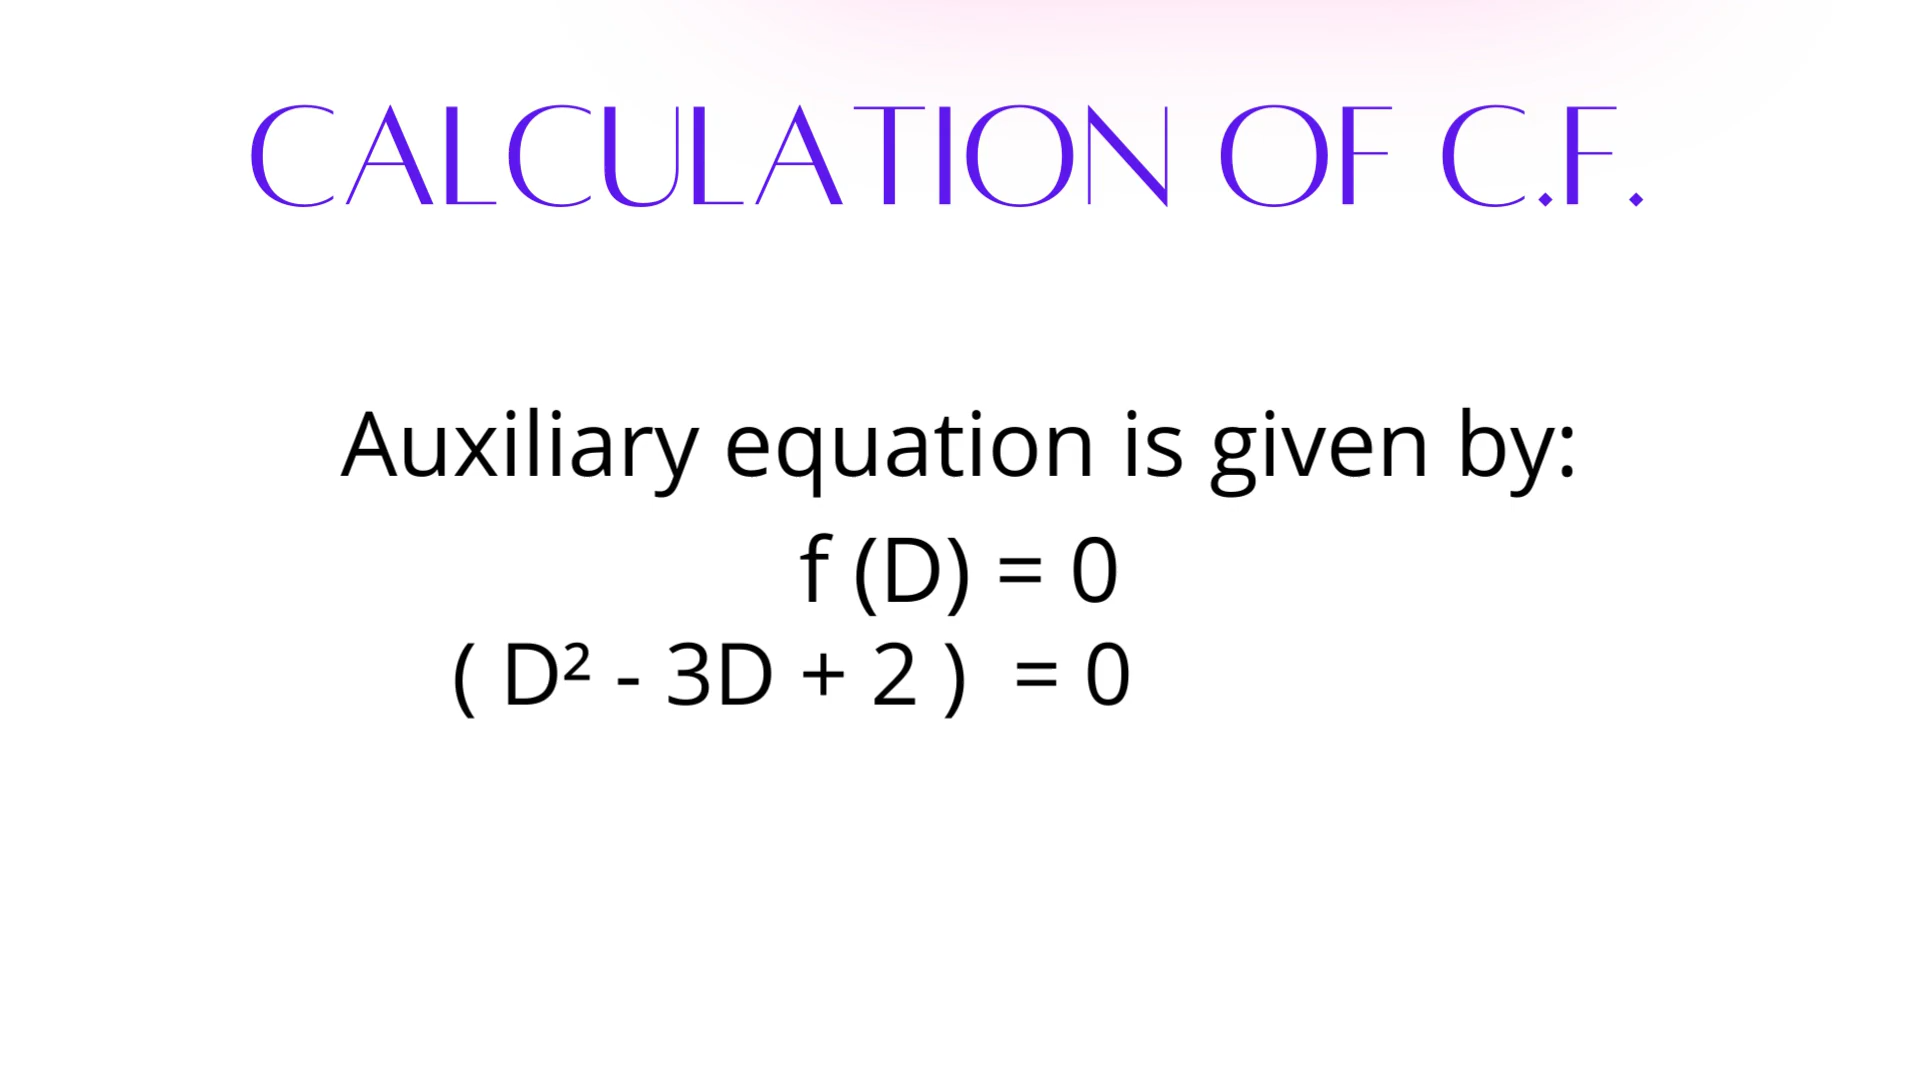 CALCULATION OF C.F.
Auxiliary equation is given by:
f (D) = 0
( D² - 3D + 2 )  = 0